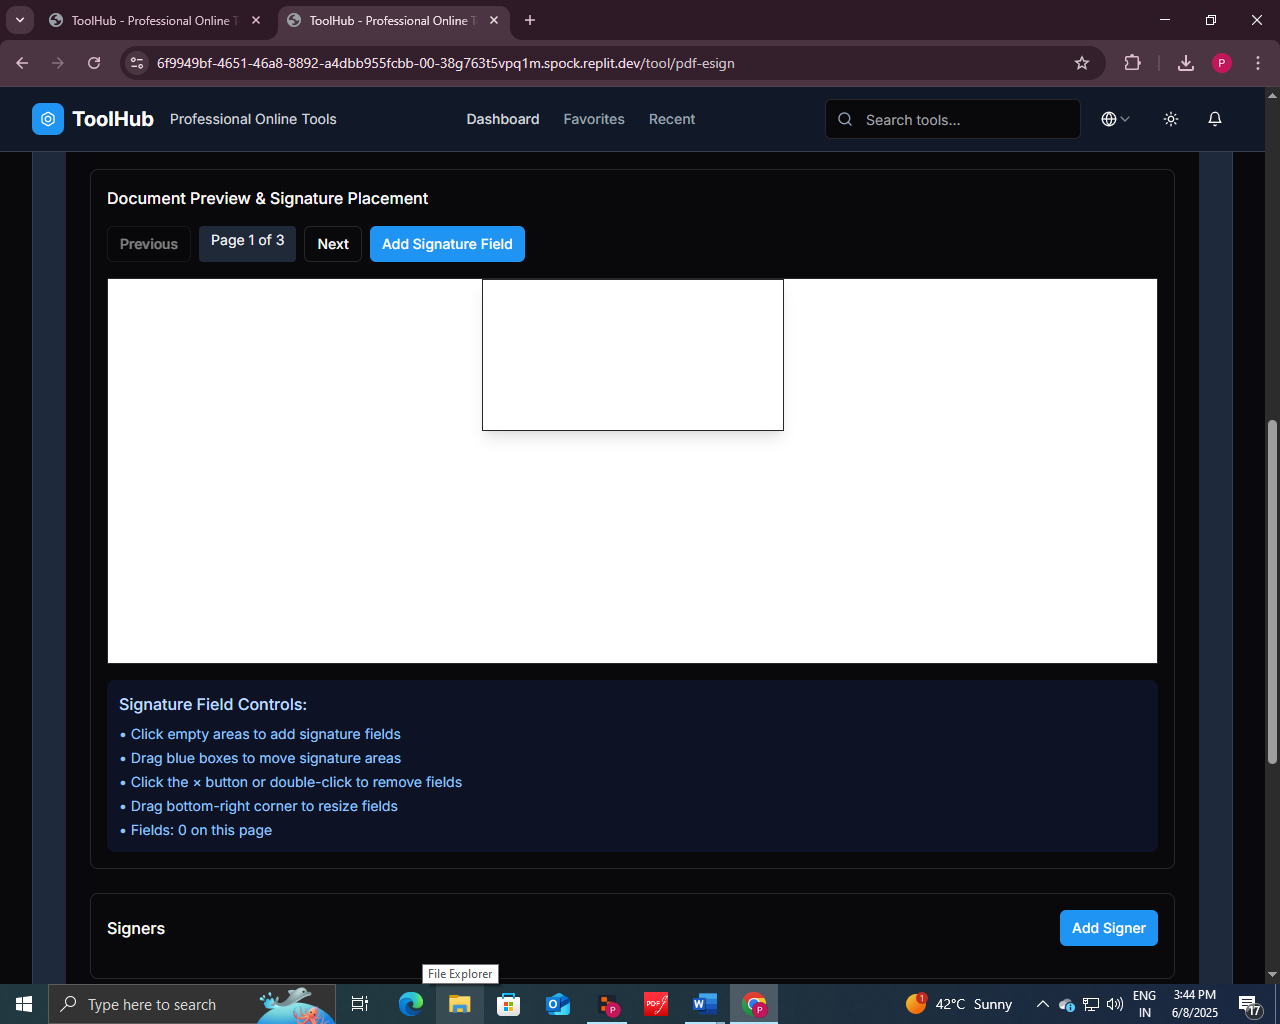 ToolHub - Professional Online T
ToolHub - Professional Online T
6f9949bf-4651-46a8-8892-a4dbb955fcbb-00-38g763t5vpq1m.spock.replit.dev/tool/pdf-esign
P
ToolHub
Professional Online Tools
Dashboard
Favorites
Recent
Search tools...
Document Preview & Signature Placement
Previous
Page 1 of 3
Next
Add Signature Field
Signature Field Controls:
• Click empty areas to add signature fields
• Drag blue boxes to move signature areas
• Click the × button or double-click to remove fields
• Drag bottom-right corner to resize fields
• Fields: 0 on this page
Signers
Add Signer
File Explorer
Type here to search
P
PDF
W
P
1
42°C Sunny
ENG
IN
3:44 PM
6/8/2025
17